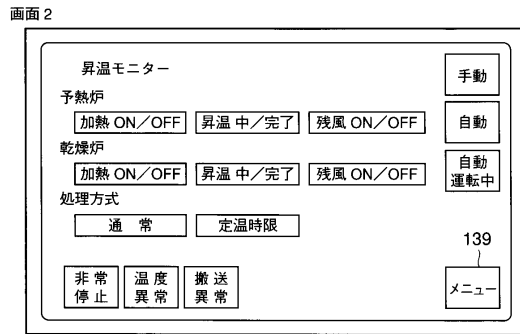 画面2
昇温モニター
手動
予熱炉
加熱 ON／OFF 昇温 中／完了 残風 ON／OFF
自動
乾燥炉
加熱 ON／OFF 昇温 中／完了 残風 ON／OFF
自動
運転中
処理方式
通 常 定温時限
139
非常
停止
温度
異常
搬送
異常
メニュー